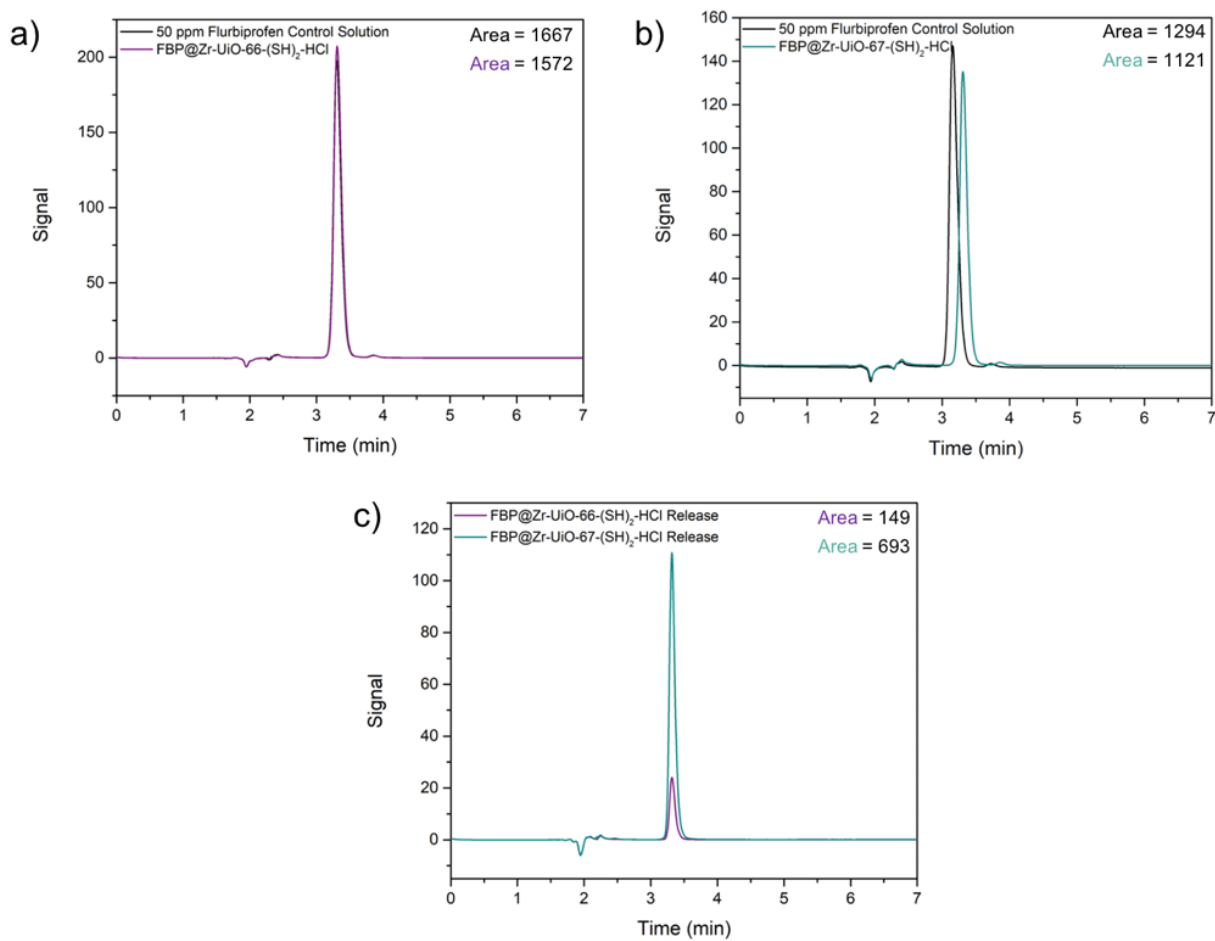 a)
50 ppm Flurbiprofen Control Solution
FBP@Zr-UiO-66-(SH)₂-HCl
Area = 1667
Area = 1572
200
150
100
50
0
Signal
0 1 2 3 4 5 6 7
Time (min)
b)
50 ppm Flurbiprofen Control Solution
FBP@Zr-UiO-67-(SH)₂-HCl
Area = 1294
Area = 1121
160
140
120
100
80
60
40
20
0
Signal
0 1 2 3 4 5 6 7
Time (min)
c)
FBP@Zr-UiO-66-(SH)₂-HCl Release
FBP@Zr-UiO-67-(SH)₂-HCl Release
Area = 149
Area = 693
120
100
80
60
40
20
0
Signal
0 1 2 3 4 5 6 7
Time (min)